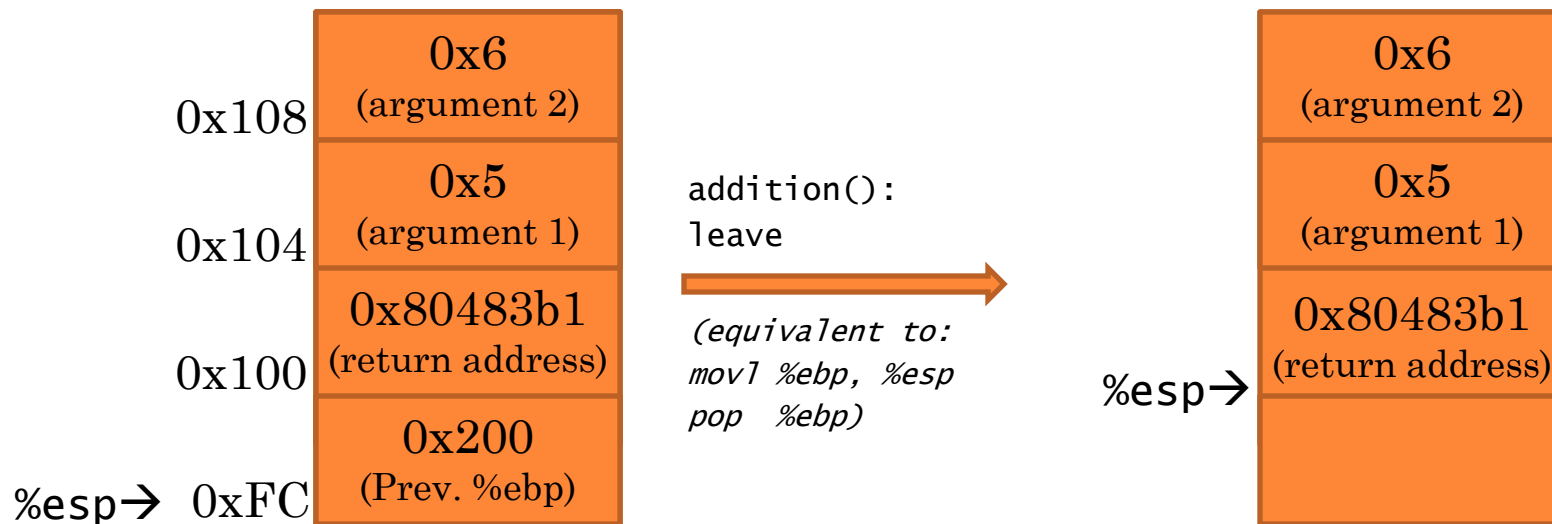 0x6
(argument 2)
0x108
0x5
(argument 1)
0x104
0x80483b1
(return address)
0x100
0x200
(Prev. %ebp)
%esp→ 0xFC
addition():
leave
(equivalent to:
movl %ebp, %esp
pop %ebp)
0x6
(argument 2)
0x5
(argument 1)
0x80483b1
(return address)
%esp→